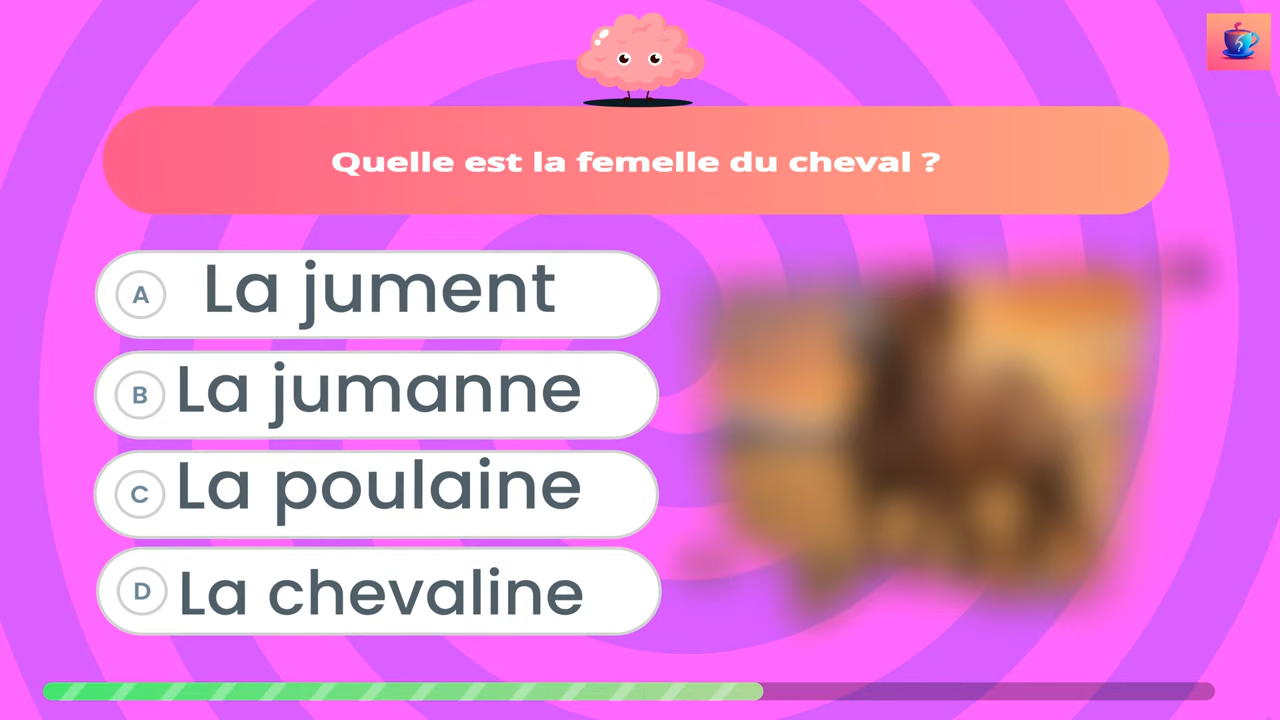 Quelle est la femelle du cheval ?
A La jument
B La jumanne
C La poulaine
D La chevaline